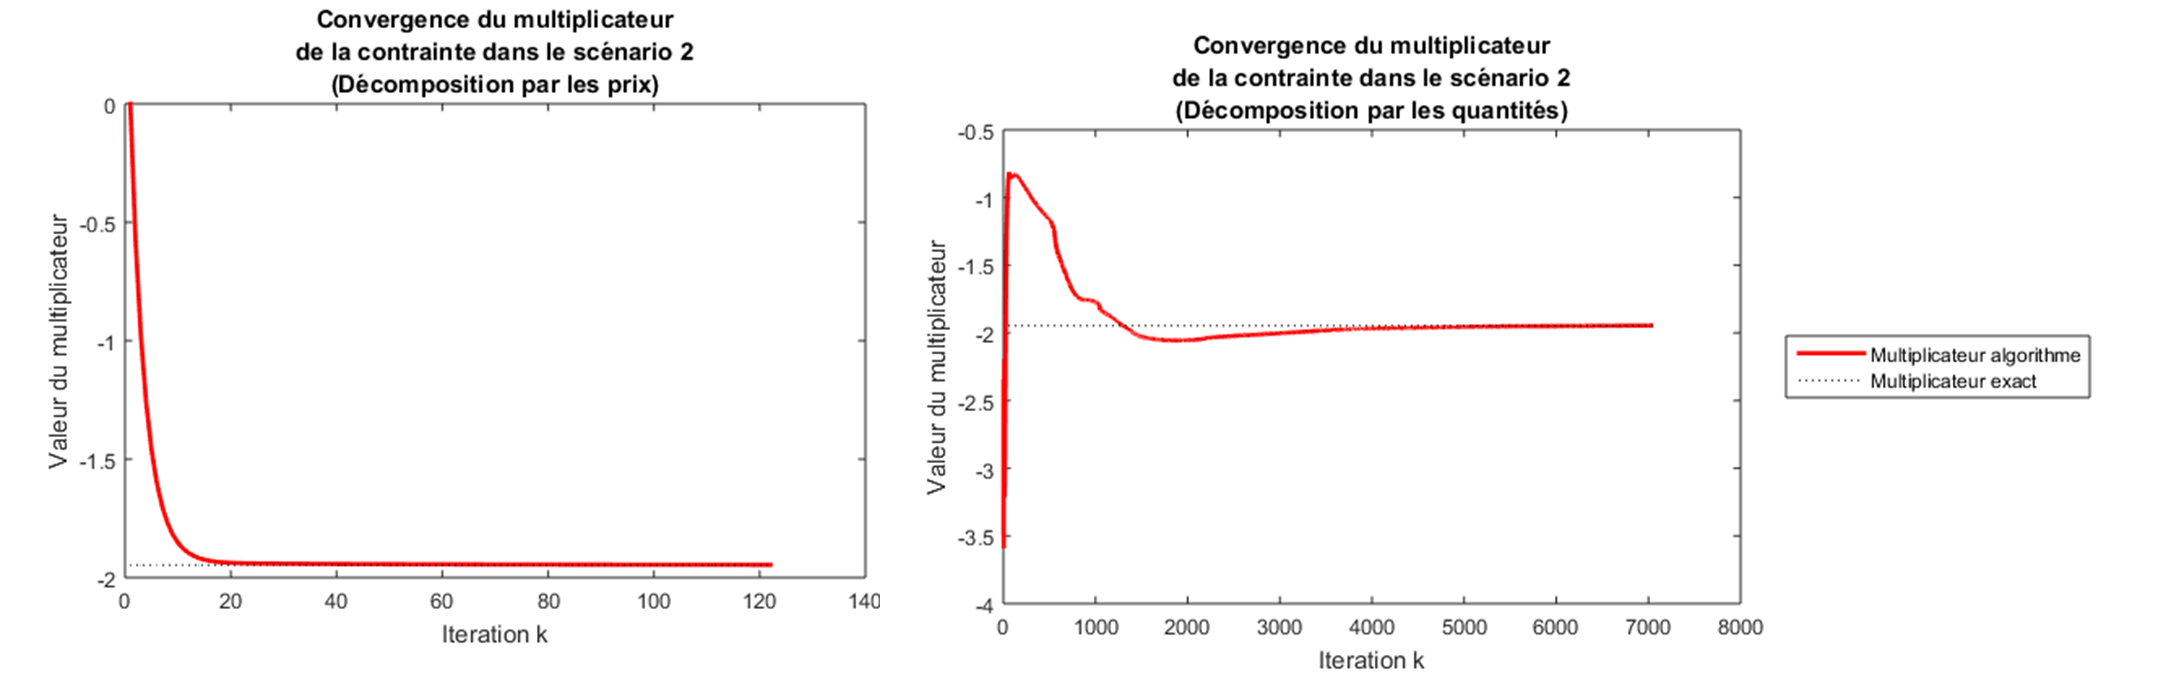 Convergence du multiplicateur
de la contrainte dans le scénario 2
(Décomposition par les prix)
0
-0.5
-1
-1.5
-2
Valeur du multiplicateur
0 20 40 60 80 100 120 140
Iteration k
Convergence du multiplicateur
de la contrainte dans le scénario 2
(Décomposition par les quantités)
-0.5
-1
-1.5
-2
-2.5
-3
-3.5
-4
Valeur du multiplicateur
0 1000 2000 3000 4000 5000 6000 7000 8000
Iteration k
Multiplicateur algorithme
Multiplicateur exact